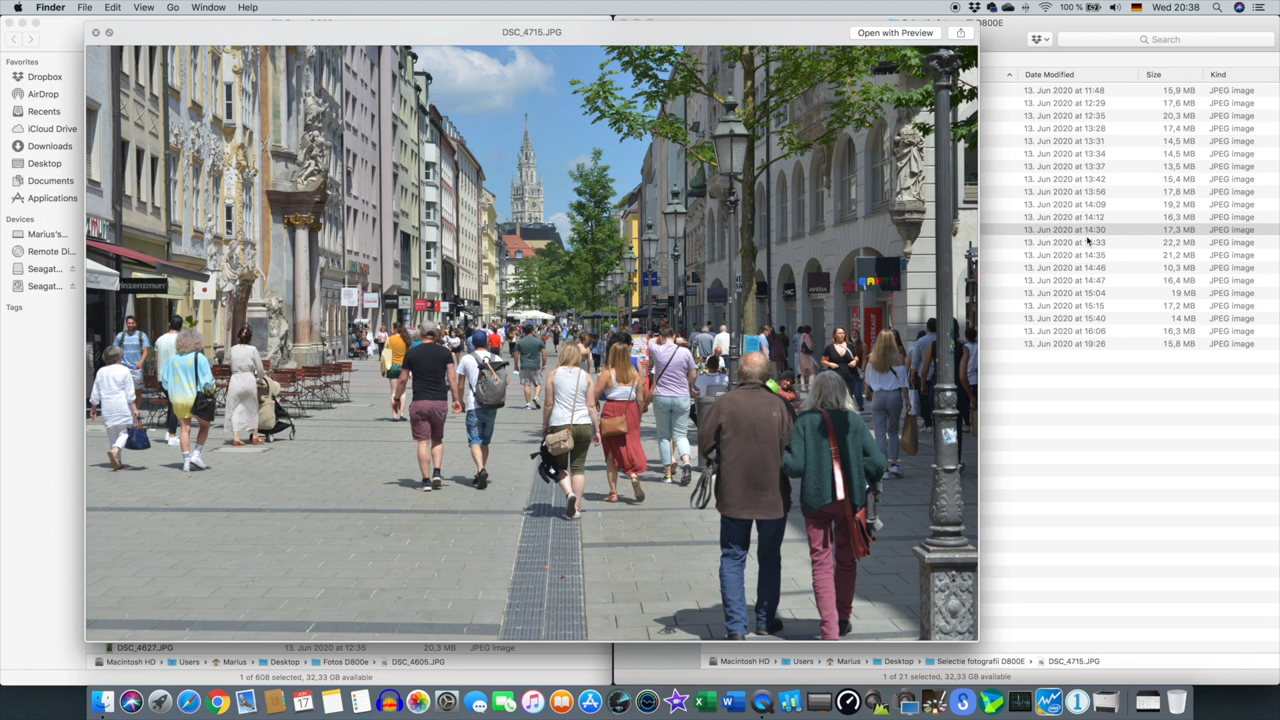 Finder File Edit View Go Window Help
100 % Wed 20:38
DSC_4715.JPG
Open with Preview
Search
Favorites
Dropbox
AirDrop
Recents
iCloud Drive
Downloads
Desktop
Documents
Applications
Devices
Marius's...
Remote Di...
Seagat...
Seagat...
Tags
Date Modified Size Kind
13. Jun 2020 at 11:48 15,9 MB JPEG image
13. Jun 2020 at 12:29 17,6 MB JPEG image
13. Jun 2020 at 12:35 20,3 MB JPEG image
13. Jun 2020 at 13:28 17,4 MB JPEG image
13. Jun 2020 at 13:31 14,5 MB JPEG image
13. Jun 2020 at 13:34 14,5 MB JPEG image
13. Jun 2020 at 13:37 13,5 MB JPEG image
13. Jun 2020 at 13:42 15,4 MB JPEG image
13. Jun 2020 at 13:56 17,8 MB JPEG image
13. Jun 2020 at 14:09 19,2 MB JPEG image
13. Jun 2020 at 14:12 16,3 MB JPEG image
13. Jun 2020 at 14:30 17,3 MB JPEG image
13. Jun 2020 at 14:33 22,2 MB JPEG image
13. Jun 2020 at 14:35 21,2 MB JPEG image
13. Jun 2020 at 14:46 10,3 MB JPEG image
13. Jun 2020 at 14:47 16,4 MB JPEG image
13. Jun 2020 at 15:04 19 MB JPEG image
13. Jun 2020 at 15:15 17,2 MB JPEG image
13. Jun 2020 at 15:40 14 MB JPEG image
13. Jun 2020 at 16:06 16,3 MB JPEG image
13. Jun 2020 at 19:26 15,8 MB JPEG image
DSC_4627.JPG 13. Jun 2020 at 12:35 20,3 MB JPEG image
Macintosh HD Users Marius Desktop Fotos D800e DSC_4605.JPG
1 of 608 selected, 32,33 GB available
Macintosh HD Users Marius Desktop Selectie fotografii D800E DSC_4715.JPG
1 of 21 selected, 32,33 GB available